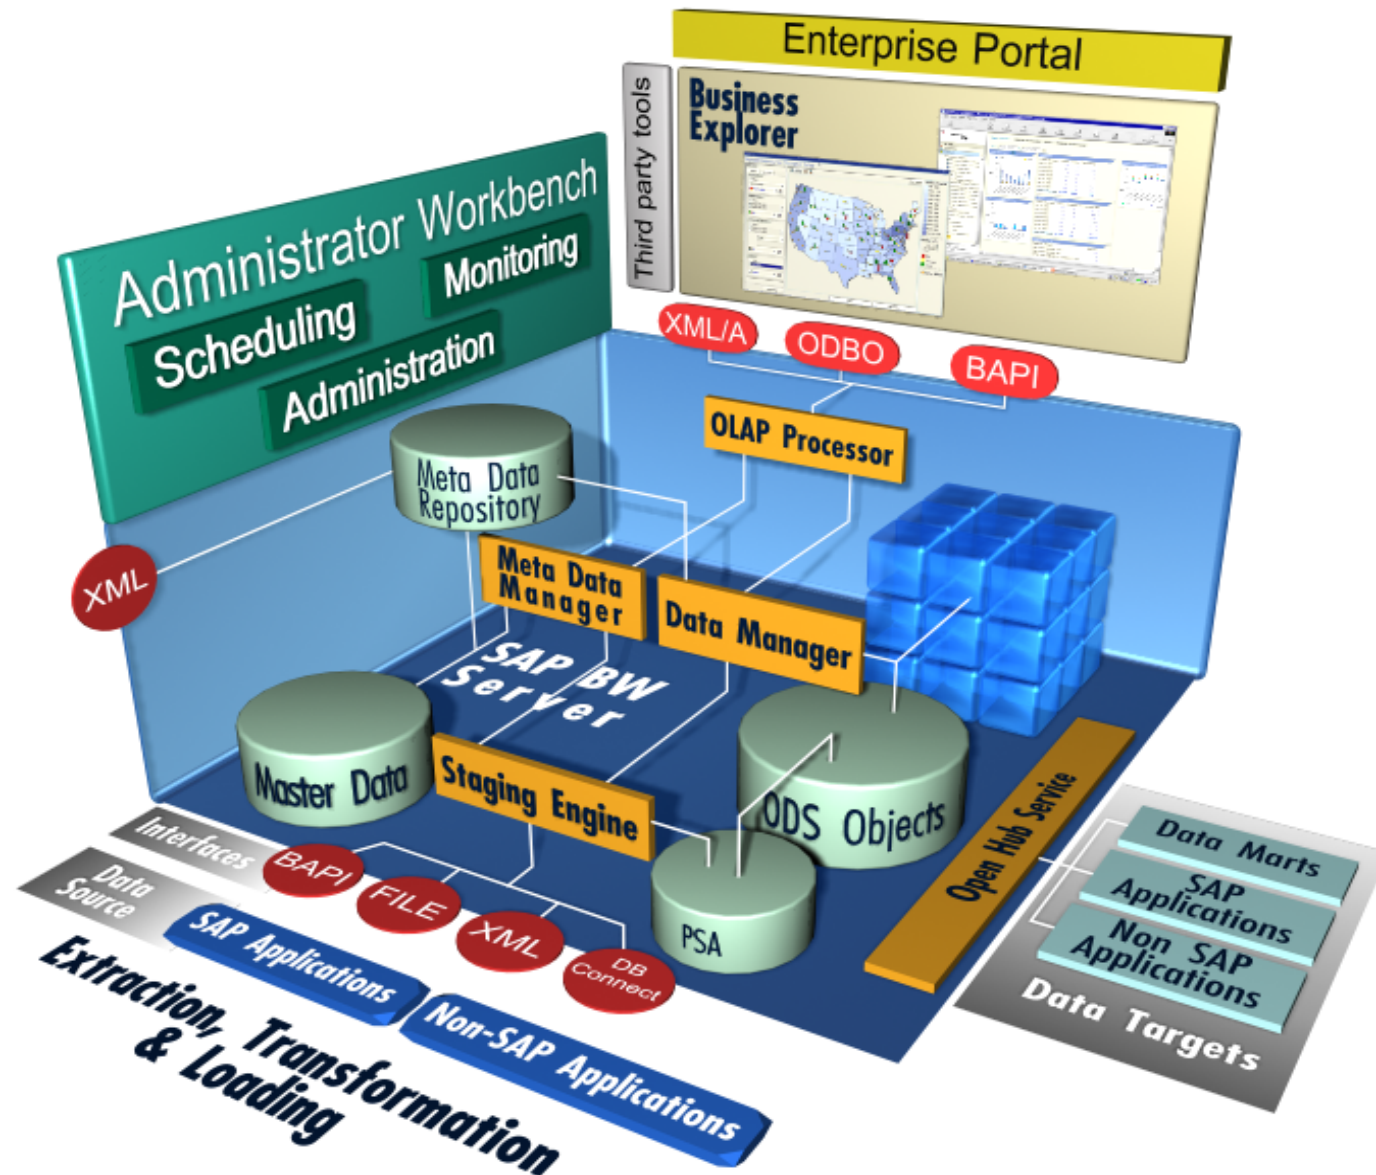 Enterprise Portal
Third party tools
Business
Explorer
Administrator Workbench
Monitoring
Scheduling
Administration
XML/A
ODBO
BAPI
OLAP Processor
Meta Data
Repository
XML
Meta Data
Manager
Data Manager
SAP BW
Server
Master Data
Staging Engine
ODS Objects
PSA
Open Hub Service
Interfaces
BAPI
FILE
XML
DB
Connect
Data
Source
SAP Applications
Non-SAP Applications
Extraction, Transformation
& Loading
Data Marts
SAP
Applications
Non SAP
Applications
Data Targets